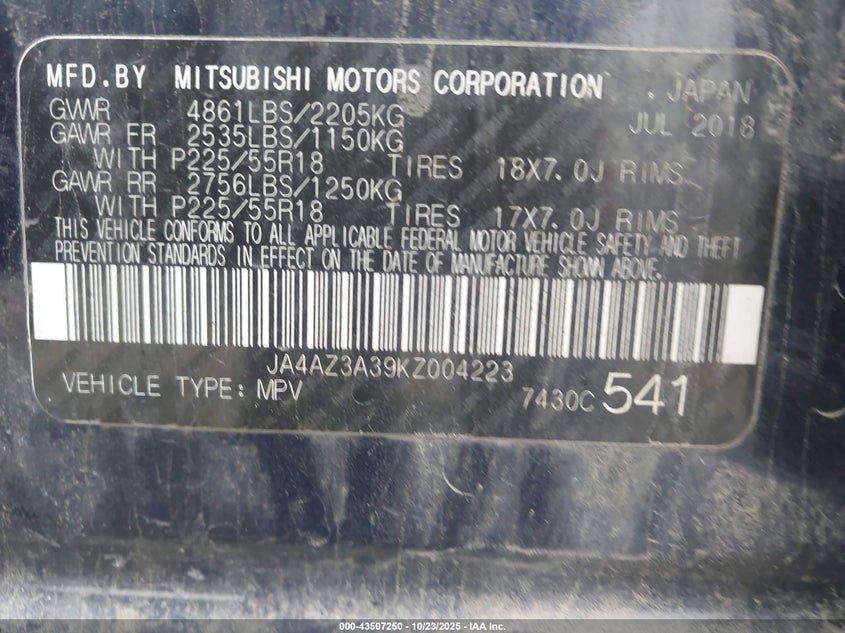 MFD.BY MITSUBISHI MOTORS CORPORATION . JAPAN
GVWR 4861LBS/2205KG JUL 2018
GAWR FR 2535LBS/1150KG
WITH P225/55R18 TIRES 18X7.0J RIMS
GAWR RR 2756LBS/1250KG
WITH P225/55R18 TIRES 17X7.0J RIMS
THIS VEHICLE CONFORMS TO ALL APPLICABLE FEDERAL MOTOR VEHICLE SAFETY AND THEFT
PREVENTION STANDARDS IN EFFECT ON THE DATE OF MANUFACTURE SHOWN ABOVE.
JA4AZ3A39KZ004223
VEHICLE TYPE: MPV 7430C 541
000-43507250 - 10/23/2025 - IAA Inc.